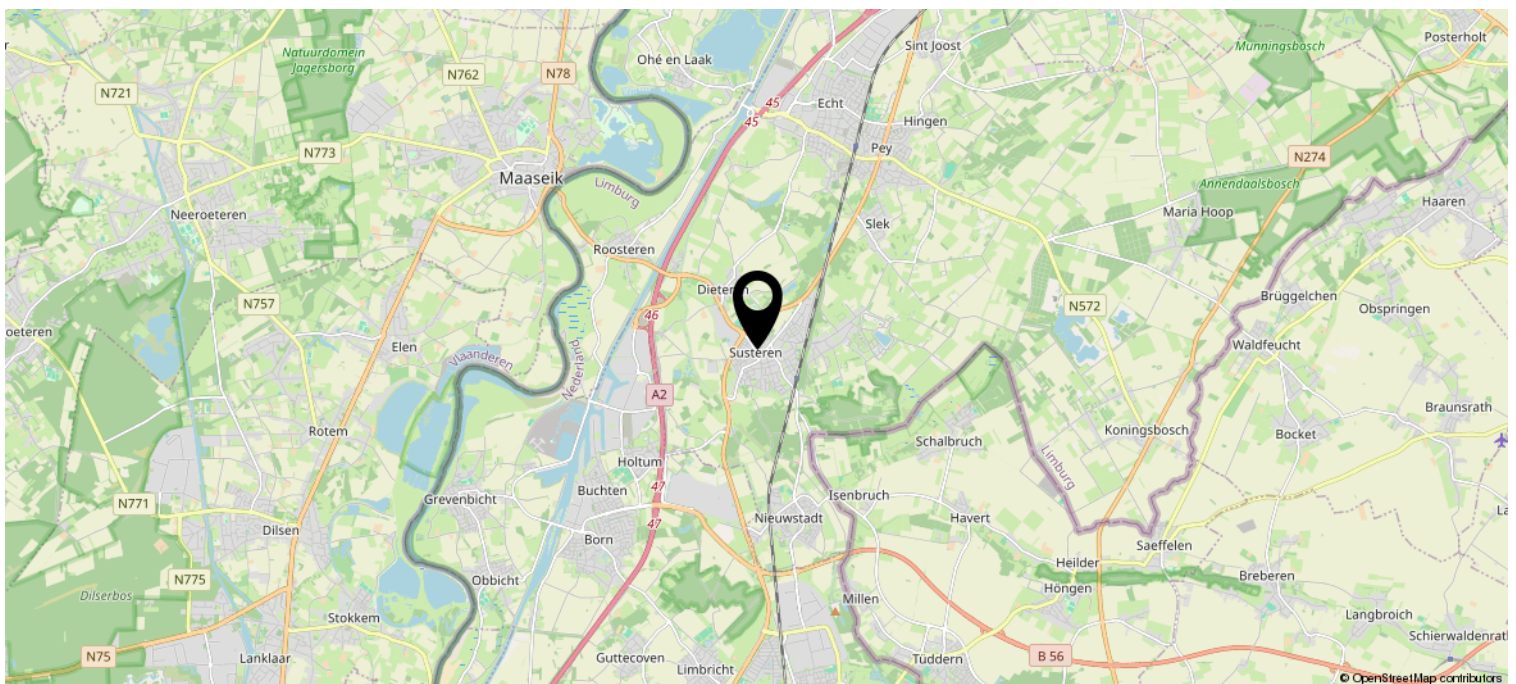 Posterholt
Sint Joost
Munningsbosch
Natuurdomein
Jagersborg
Ohé en Laak
N762
N78
N721
45
Echt
45
Hingen
Pey
N773
N274
Maaseik
Limburg
Annendaalsbosch
Haaren
Maria Hoop
Neeroeteren
Slek
Roosteren
Dieteren
Brüggelchen
N757
N572
Obspringen
46
oeteren
Elen
Vlaanderen
Nederland
Susteren
Waldfeucht
A2
Braunsrath
Rotem
Koningsbosch
Bocket
Schalbruch
Limburg
Holtum
47
Buchten
Grevenbicht
Isenbruch
N771
Nieuwstadt
Havert
La
47
Dilsen
Born
Saeffelen
Heilder
N775
Obbicht
Breberen
Höngen
Dilserbos
Millen
Stokkem
Langbroich
Schierwaldenrat
N75
Lanklaar
Guttecoven
Limbricht
Tüddern
B 56
© OpenStreetMap contributors